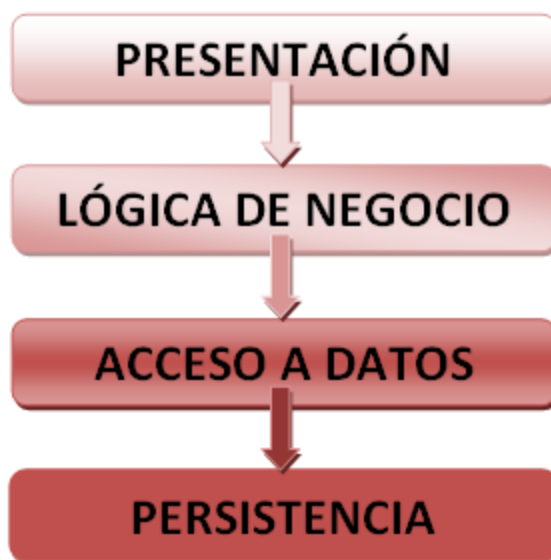 PRESENTACIÓN
LÓGICA DE NEGOCIO
ACCESO A DATOS
PERSISTENCIA